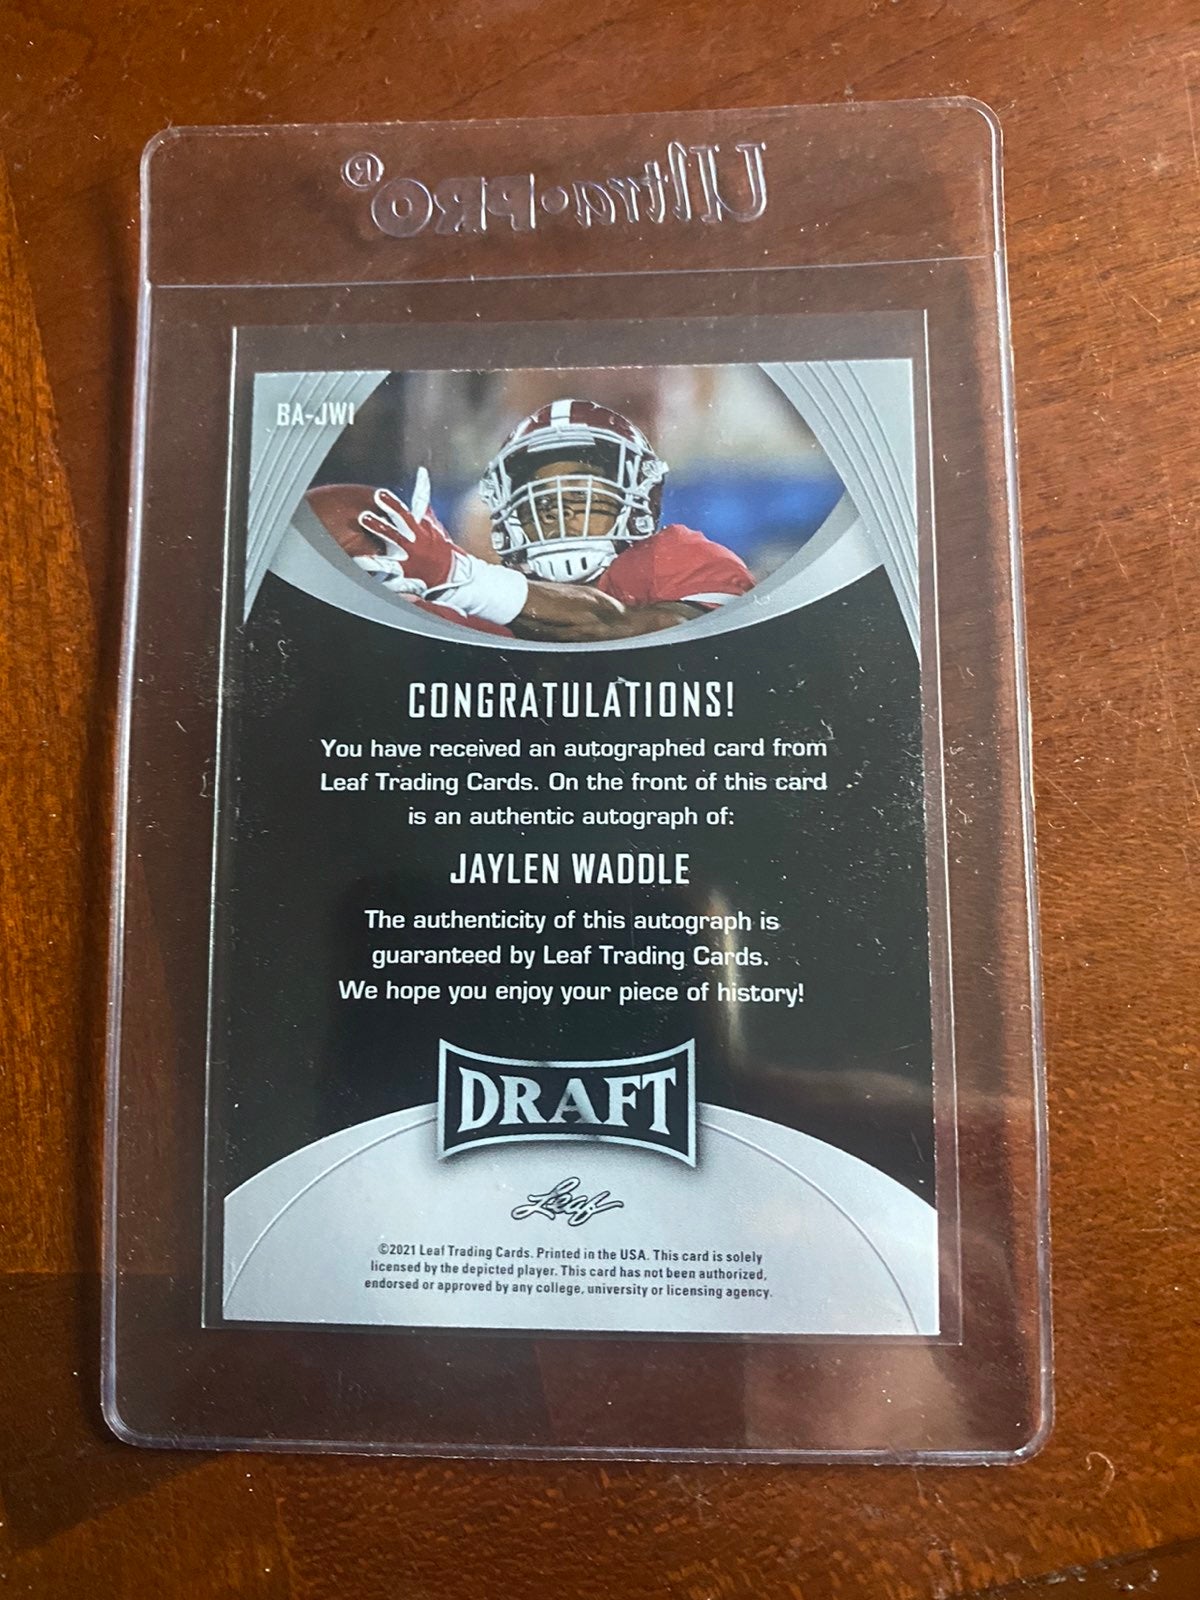 Ultra•PRO®
BA-JW1
CONGRATULATIONS!
You have received an autographed card from
Leaf Trading Cards. On the front of this card
is an authentic autograph of:
JAYLEN WADDLE
The authenticity of this autograph is
guaranteed by Leaf Trading Cards.
We hope you enjoy your piece of history!
DRAFT
Leaf
©2021 Leaf Trading Cards. Printed in the USA. This card is solely
licensed by the depicted player. This card has not been authorized,
endorsed or approved by any college, university or licensing agency.